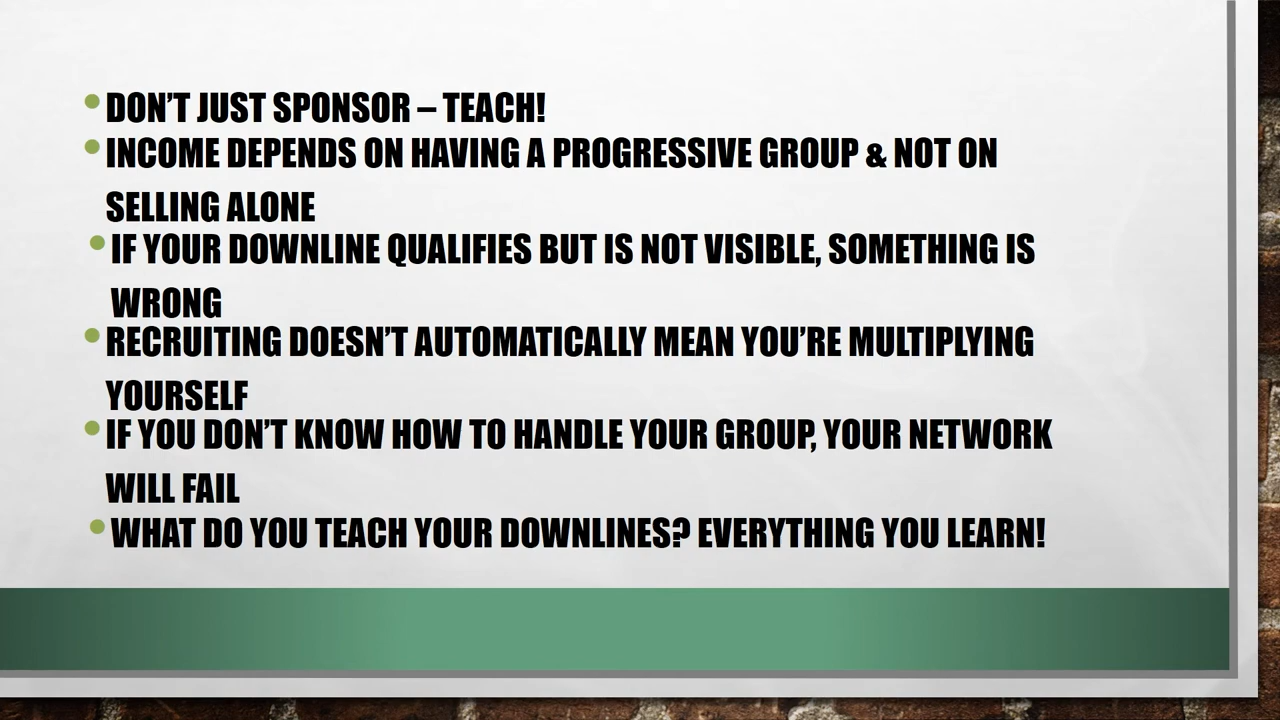 • DON'T JUST SPONSOR – TEACH!
• INCOME DEPENDS ON HAVING A PROGRESSIVE GROUP & NOT ON
SELLING ALONE
• IF YOUR DOWNLINE QUALIFIES BUT IS NOT VISIBLE, SOMETHING IS
WRONG
• RECRUITING DOESN'T AUTOMATICALLY MEAN YOU'RE MULTIPLYING
YOURSELF
• IF YOU DON'T KNOW HOW TO HANDLE YOUR GROUP, YOUR NETWORK
WILL FAIL
• WHAT DO YOU TEACH YOUR DOWNLINES? EVERYTHING YOU LEARN!